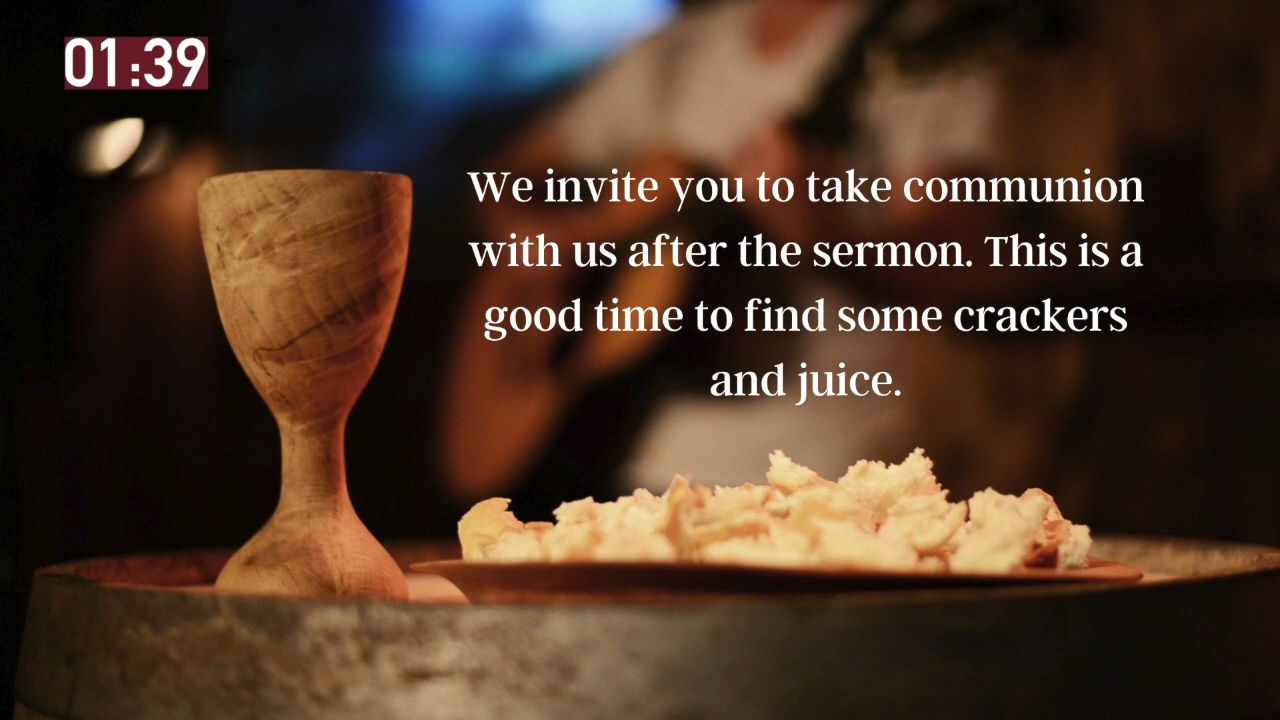 01:39
We invite you to take communion
with us after the sermon. This is a
good time to find some crackers
and juice.